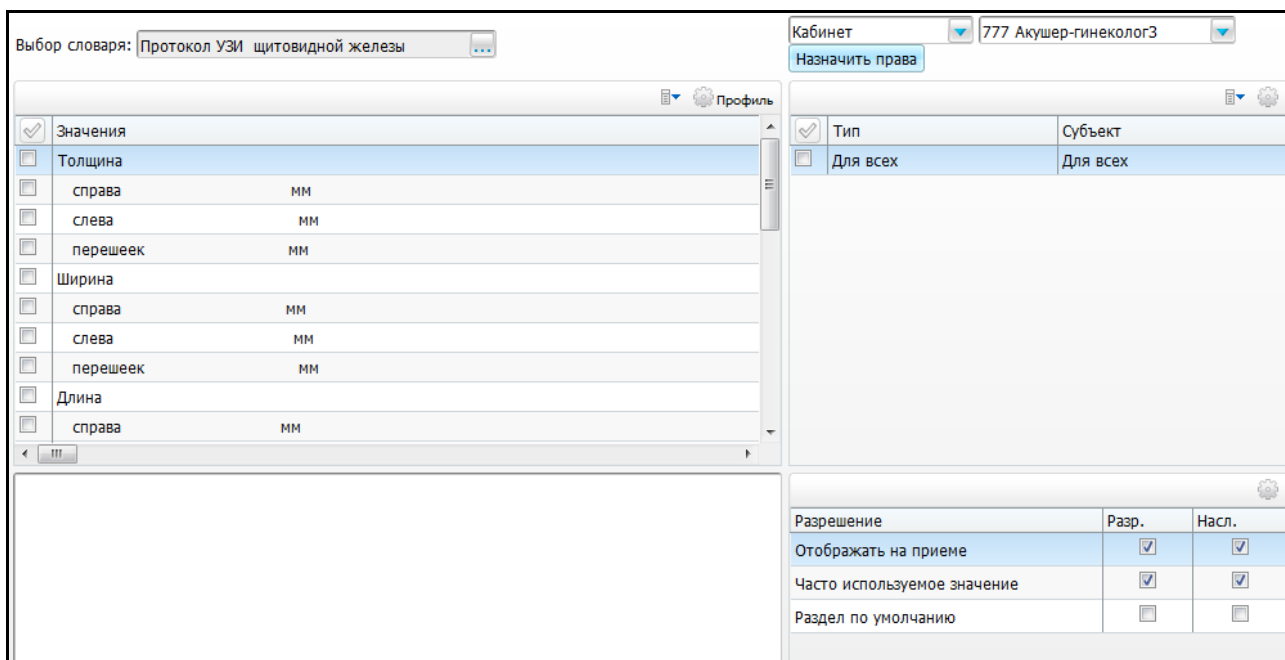 Выбор словаря: Протокол УЗИ щитовидной железы ...
Кабинет 777 Акушер-гинеколог3
Назначить права
Профиль
Значения
Толщина
справа мм
слева мм
перешеек мм
Ширина
справа мм
слева мм
перешеек мм
Длина
справа мм
Тип Субъект
Для всех Для всех
Разрешение Разр. Насл.
Отображать на приеме
Часто используемое значение
Раздел по умолчанию